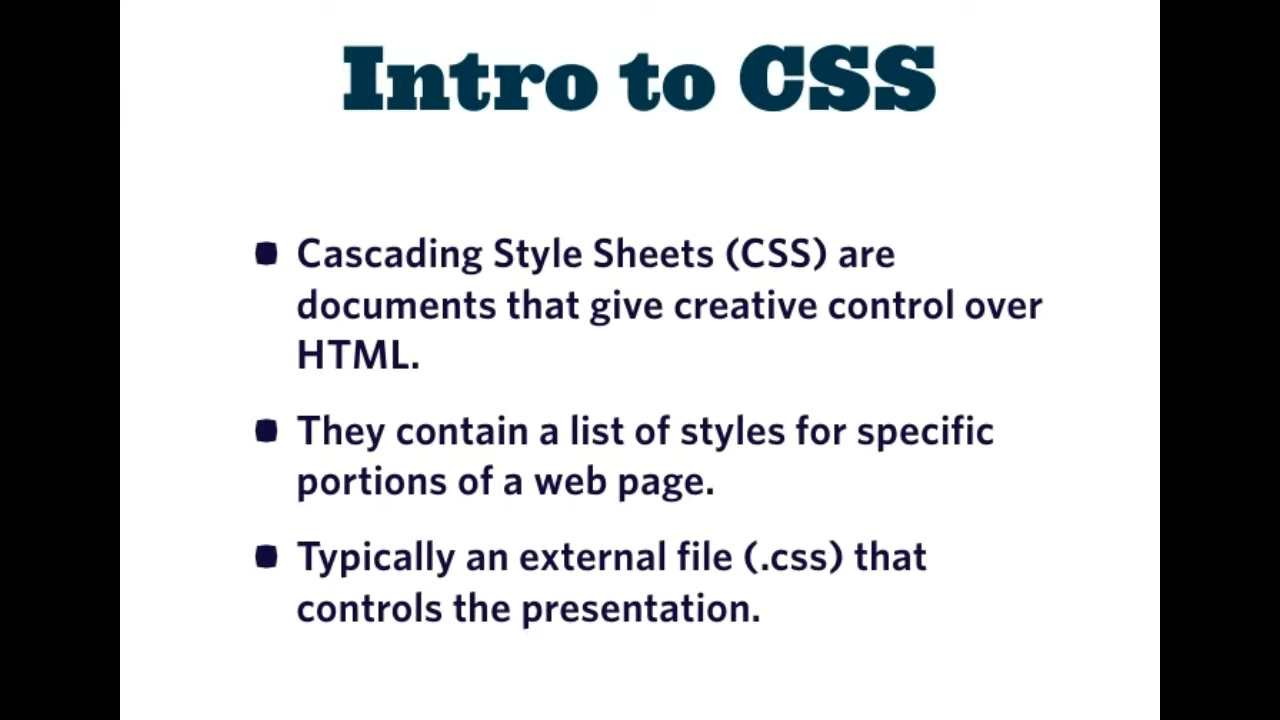 Intro to CSS
Cascading Style Sheets (CSS) are
documents that give creative control over
HTML.
They contain a list of styles for specific
portions of a web page.
Typically an external file (.css) that
controls the presentation.